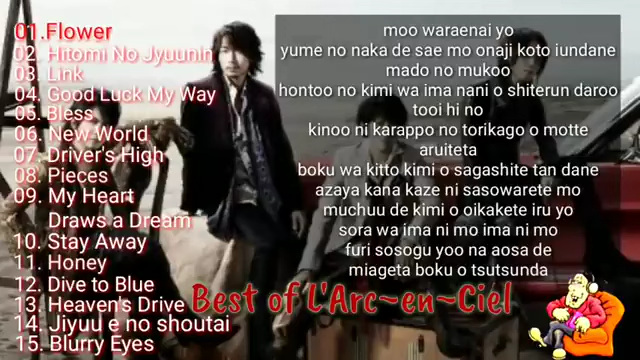 01.Flower
02. Hitomi No Jyuunin
03. Link
04. Good Luck My Way
05. Bless
06. New World
07. Driver's High
08. Pieces
09. My Heart
Draws a Dream
10. Stay Away
11. Honey
12. Dive to Blue
13. Heaven's Drive
14. Jiyuu e no shoutai
15. Blurry Eyes
moo waraenai yo
yume no naka de sae mo onaji koto iundane
mado no mukoo
hontoo no kimi wa ima nani o shiterun daroo
tooi hi no
kinoo ni karappo no torikago o motte
aruiteta
boku wa kitto kimi o sagashite tan dane
azaya kana kaze ni sasowarete mo
muchuu de kimi o oikakete iru yo
sora wa ima ni mo ima ni mo
furi sosogu yoo na aosa de
miageta boku o tsutsunda
Best of L'Arc~en~Ciel